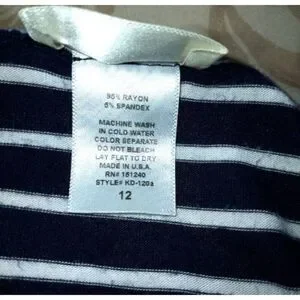 95% RAYON
5% SPANDEX
MACHINE WASH
IN COLD WATER
COLOR SEPARATE
DO NOT BLEACH
LAY FLAT TO DRY
MADE IN U.S.A.
RN# 151240
STYLE# KD-120a
12